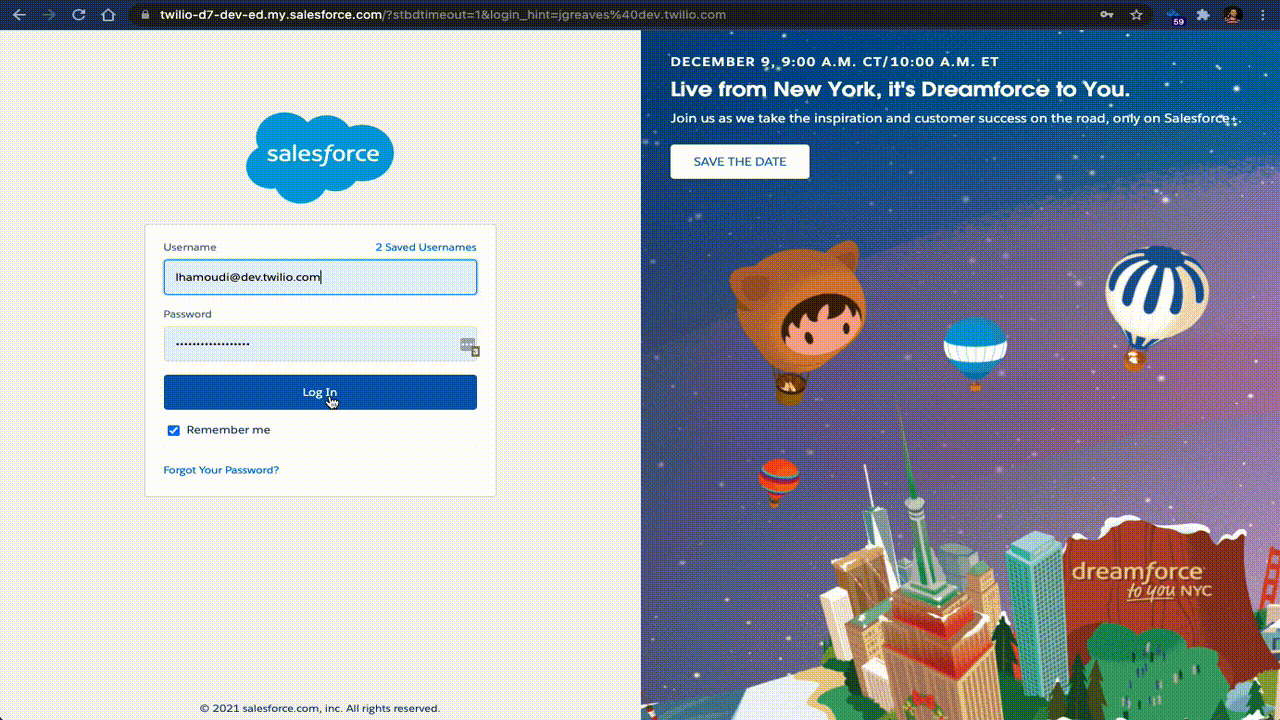 twilio-d7-dev-ed.my.salesforce.com/?stbdtimeout=1&login_hint=jgreaves%40dev.twilio.com
59
salesforce
Username
2 Saved Usernames
lhamoudi@dev.twilio.com
Password
••••••••••••••••••
3
Log In
Remember me
Forgot Your Password?
© 2021 salesforce.com, inc. All rights reserved.
DECEMBER 9, 9:00 A.M. CT/10:00 A.M. ET
Live from New York, it's Dreamforce to You.
Join us as we take the inspiration and customer success on the road, only on Salesforce+.
SAVE THE DATE
dreamforce
to you NYC